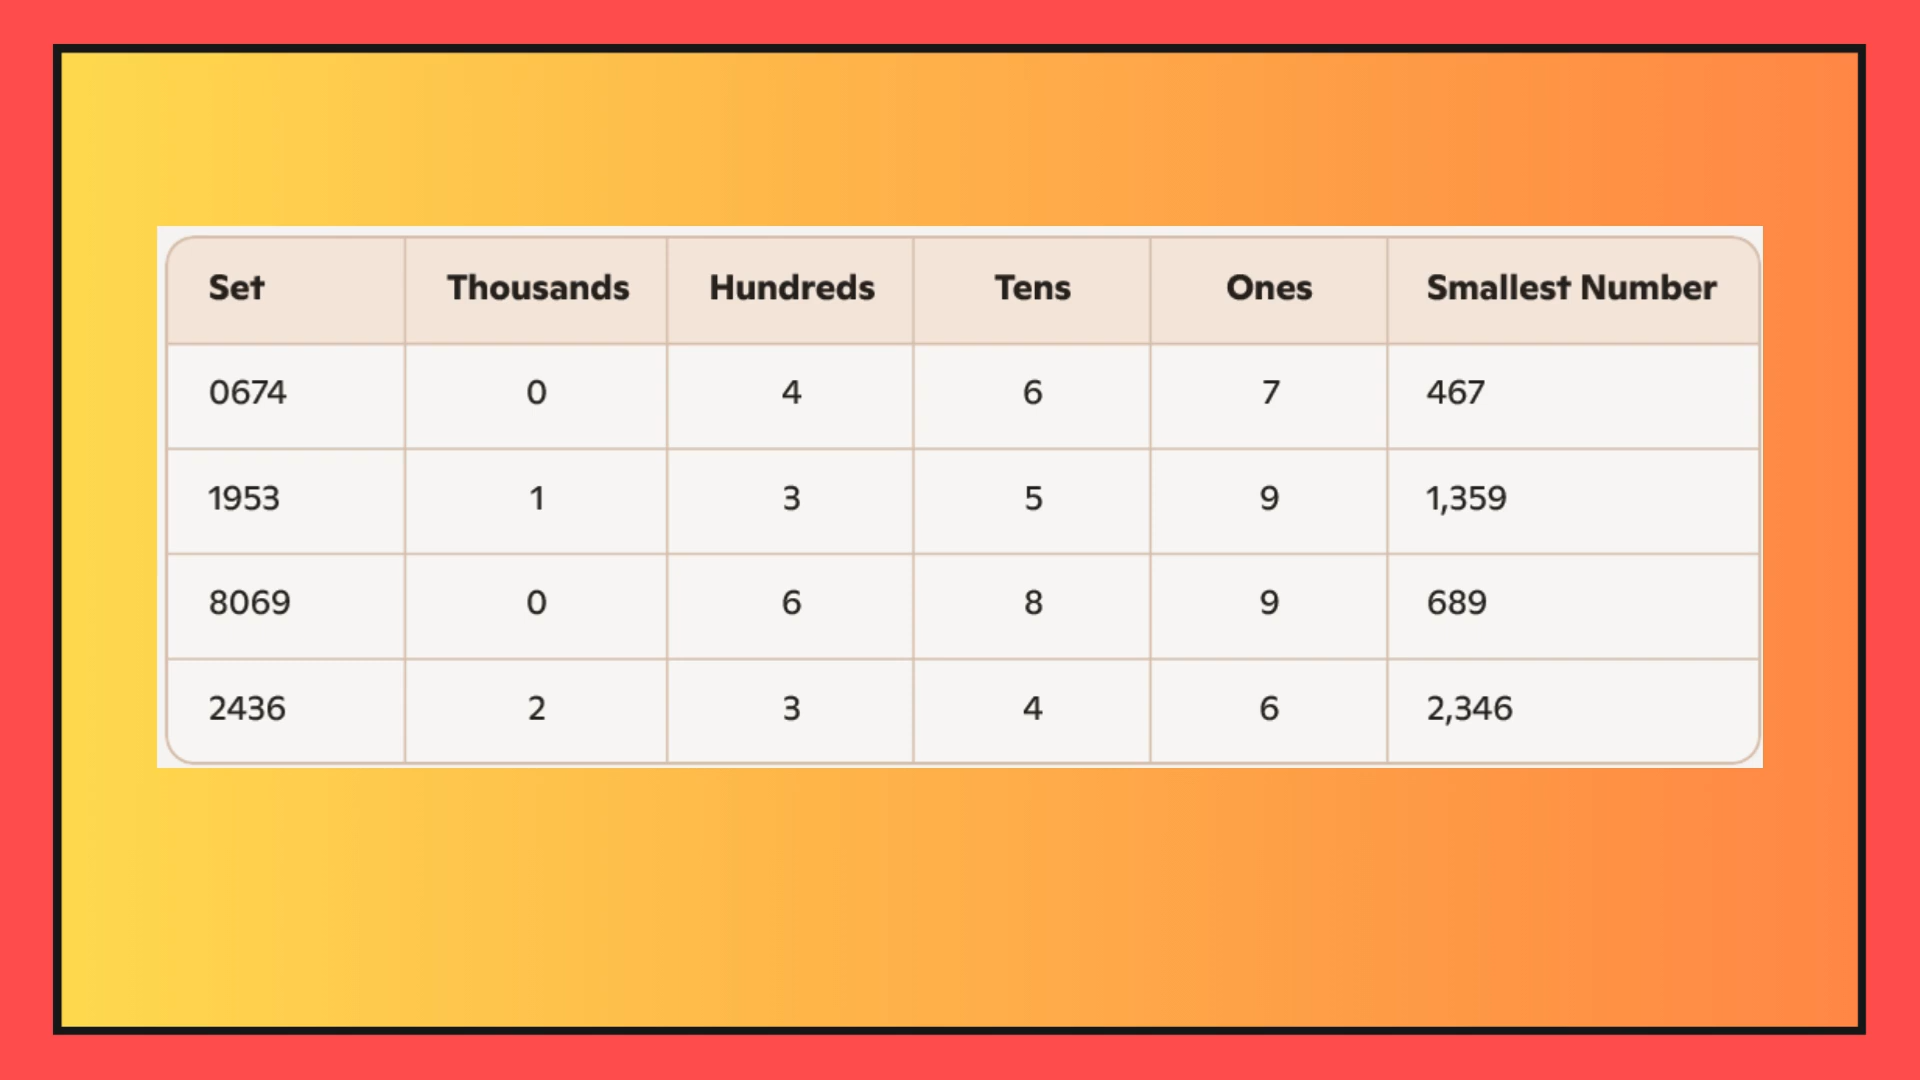 Set Thousands Hundreds Tens Ones Smallest Number
0674 0 4 6 7 467
1953 1 3 5 9 1,359
8069 0 6 8 9 689
2436 2 3 4 6 2,346